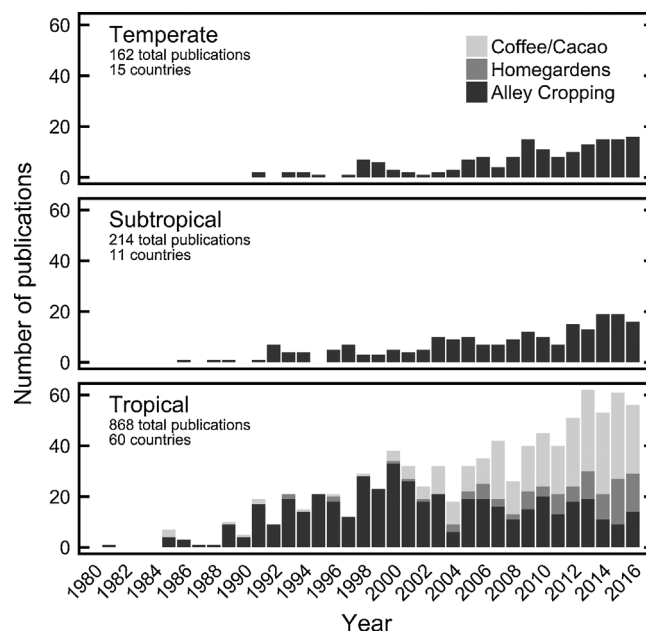 Temperate
162 total publications
15 countries
Coffee/Cacao
Homegardens
Alley Cropping
60
40
20
0
Subtropical
214 total publications
11 countries
60
40
20
0
Number of publications
Tropical
868 total publications
60 countries
60
40
20
0
1980 1982 1984 1986 1988 1990 1992 1994 1996 1998 2000 2002 2004 2006 2008 2010 2012 2014 2016
Year